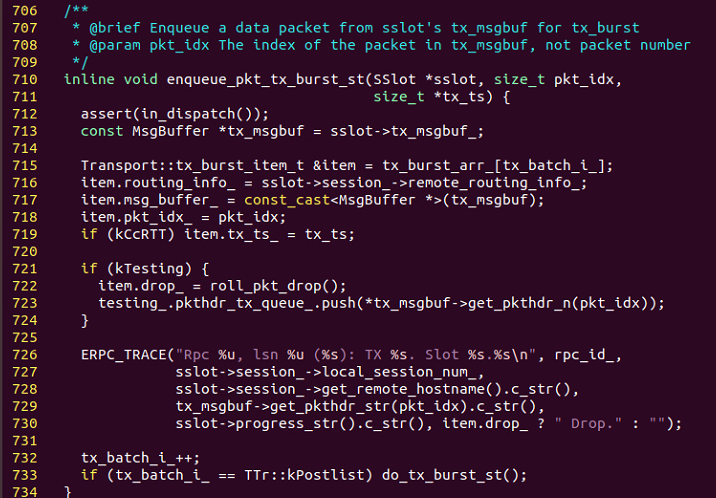 706 /**
707  * @brief Enqueue a data packet from sslot's tx_msgbuf for tx_burst
708  * @param pkt_idx The index of the packet in tx_msgbuf, not packet number
709  */
710 inline void enqueue_pkt_tx_burst_st(SSlot *sslot, size_t pkt_idx,
711                                     size_t *tx_ts) {
712   assert(in_dispatch());
713   const MsgBuffer *tx_msgbuf = sslot->tx_msgbuf_;
714
715   Transport::tx_burst_item_t &item = tx_burst_arr_[tx_batch_i_];
716   item.routing_info_ = sslot->session_->remote_routing_info_;
717   item.msg_buffer_ = const_cast<MsgBuffer *>(tx_msgbuf);
718   item.pkt_idx_ = pkt_idx;
719   if (kCcRTT) item.tx_ts_ = tx_ts;
720
721   if (kTesting) {
722     item.drop_ = roll_pkt_drop();
723     testing_.pkthdr_tx_queue_.push(*tx_msgbuf->get_pkthdr_n(pkt_idx));
724   }
725
726   ERPC_TRACE("Rpc %u, lsn %u (%s): TX %s. Slot %s.%s\n", rpc_id_,
727              sslot->session_->local_session_num_,
728              sslot->session_->get_remote_hostname().c_str(),
729              tx_msgbuf->get_pkthdr_str(pkt_idx).c_str(),
730              sslot->progress_str().c_str(), item.drop_ ? " Drop." : "");
731
732   tx_batch_i_++;
733   if (tx_batch_i_ == TTr::kPostlist) do_tx_burst_st();
734 }